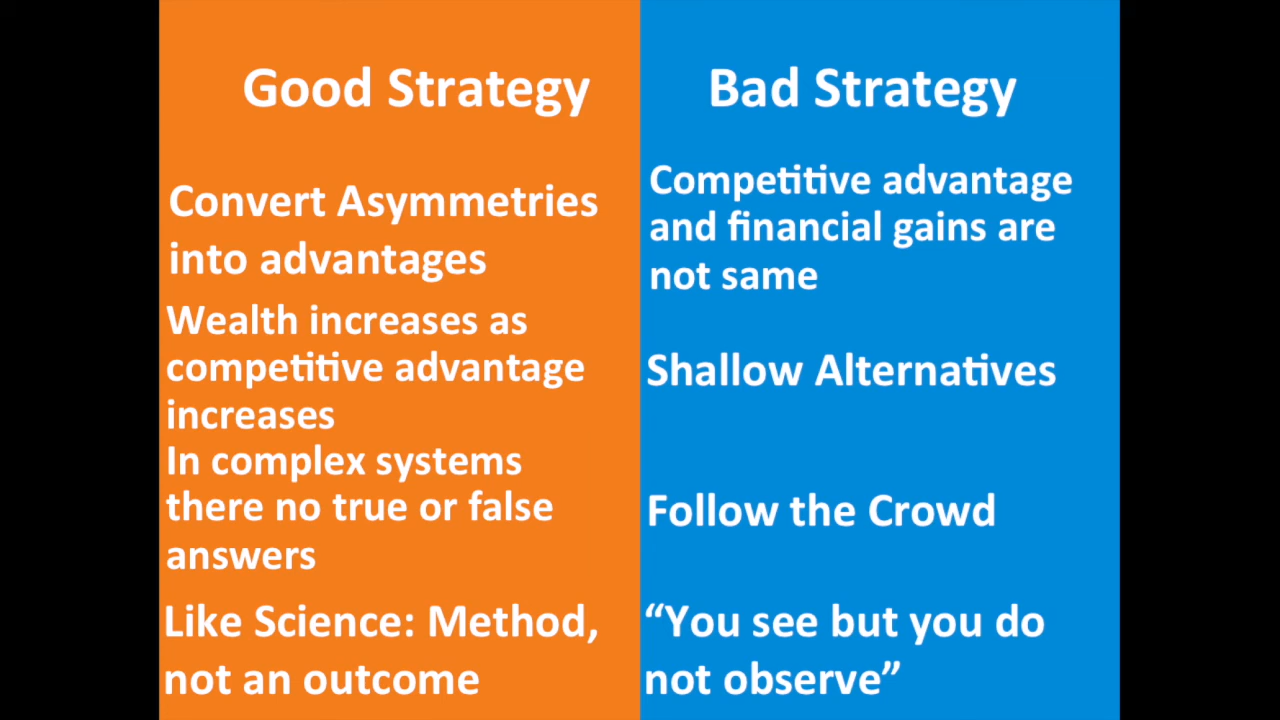 Good Strategy
Convert Asymmetries
into advantages
Wealth increases as
competitive advantage
increases
In complex systems
there no true or false
answers
Like Science: Method,
not an outcome
Bad Strategy
Competitive advantage
and financial gains are
not same
Shallow Alternatives
Follow the Crowd
“You see but you do
not observe”